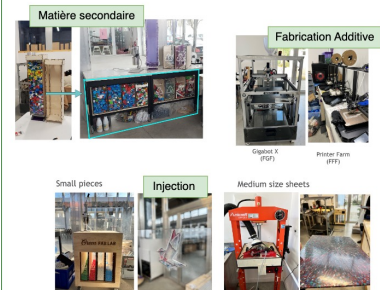 Matière secondaire
Fabrication Additive
Gigabot X
(FGF)
Printer Farm
(FFF)
Small pieces
Injection
Medium size sheets